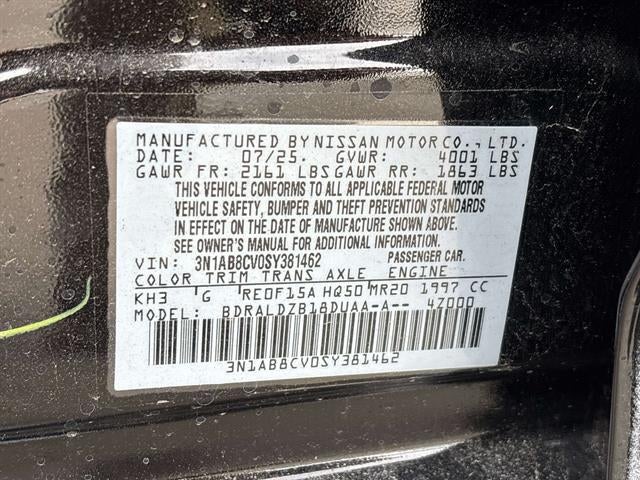 MANUFACTURED BY NISSAN MOTOR CO., LTD.
DATE: 07/25. GVWR: 4001 LBS
GAWR FR: 2161 LBS GAWR RR: 1863 LBS
THIS VEHICLE CONFORMS TO ALL APPLICABLE FEDERAL MOTOR
VEHICLE SAFETY, BUMPER AND THEFT PREVENTION STANDARDS
IN EFFECT ON THE DATE OF MANUFACTURE SHOWN ABOVE.
SEE OWNER'S MANUAL FOR ADDITIONAL INFORMATION.
VIN: 3N1AB8CV0SY381462 PASSENGER CAR.
COLOR TRIM TRANS AXLE ENGINE
KH3 G RE0F15A HQ50 MR20 1997 CC
MODEL: BDRALDZB18DUAA-A-- 4Z000
3N1AB8CV0SY381462